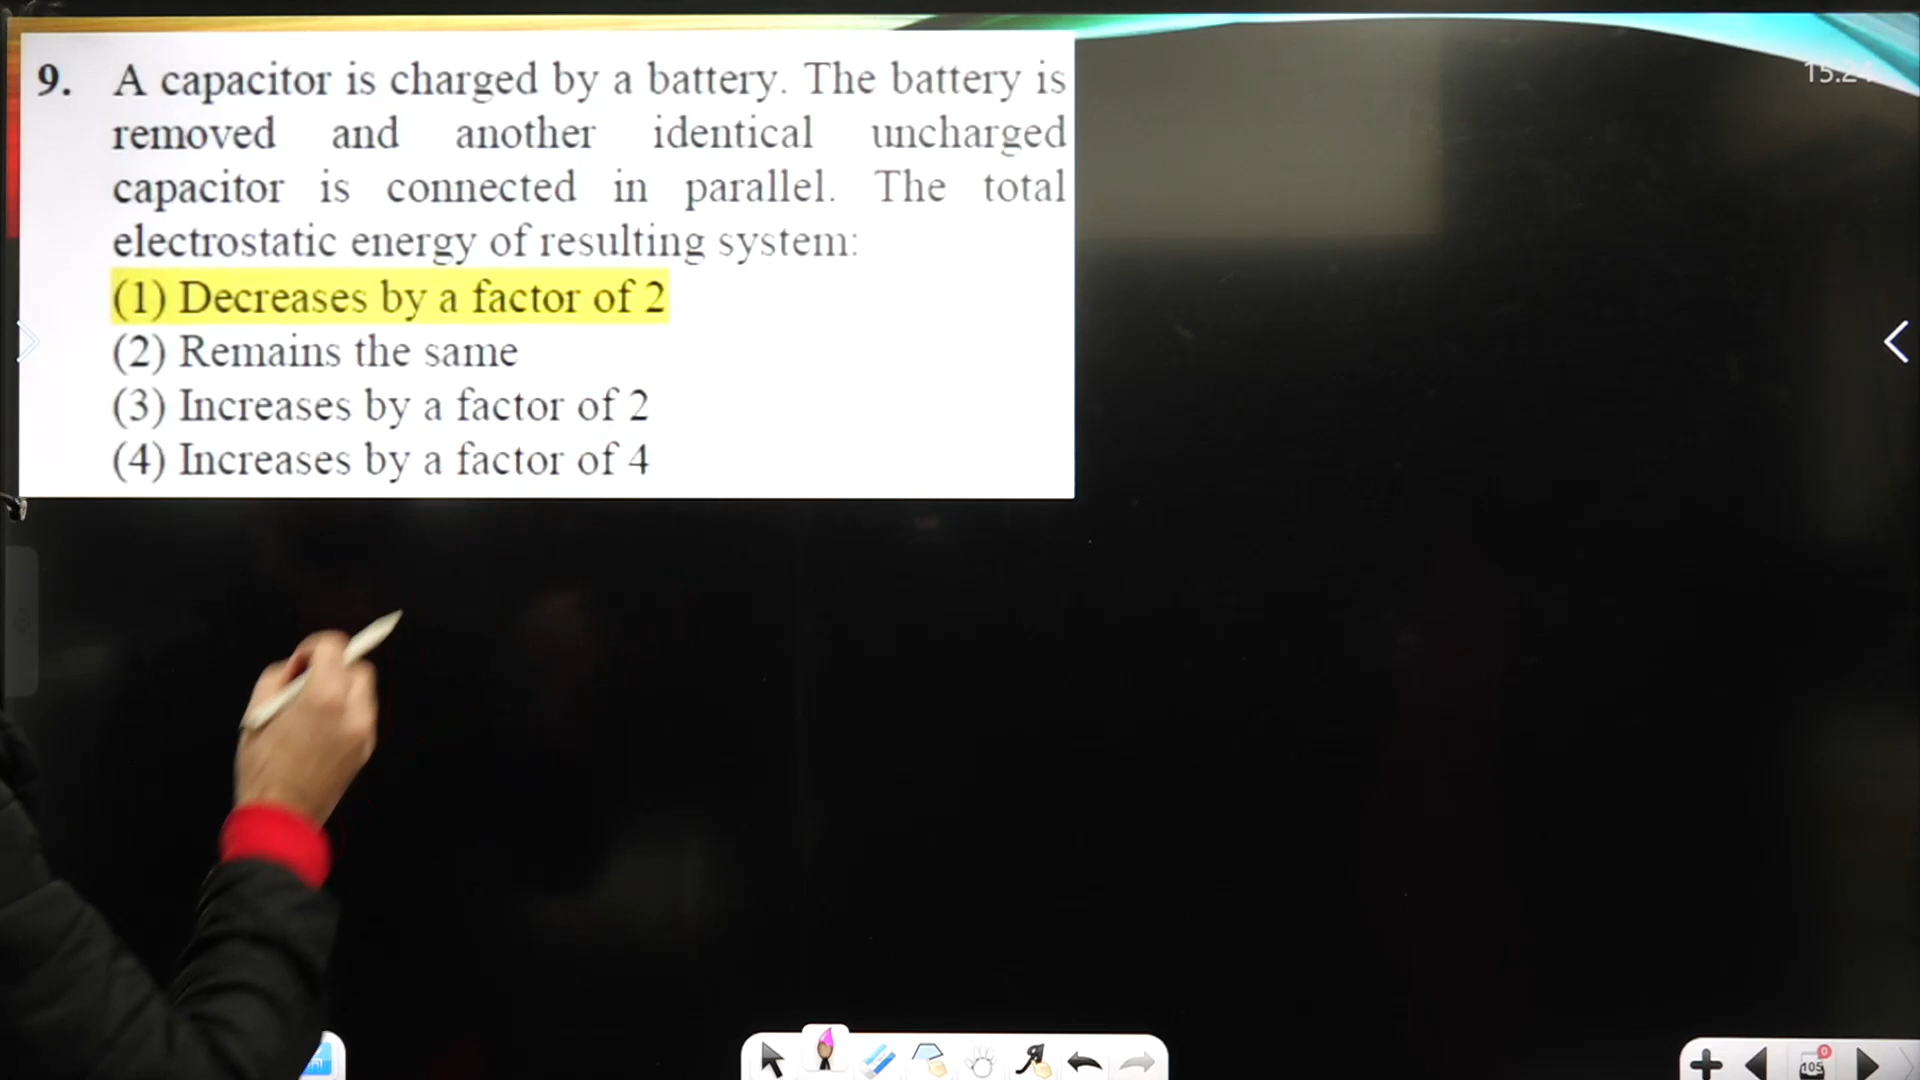 9. A capacitor is charged by a battery. The battery is
removed and another identical uncharged
capacitor is connected in parallel. The total
electrostatic energy of resulting system:
(1) Decreases by a factor of 2
(2) Remains the same
(3) Increases by a factor of 2
(4) Increases by a factor of 4
105
0